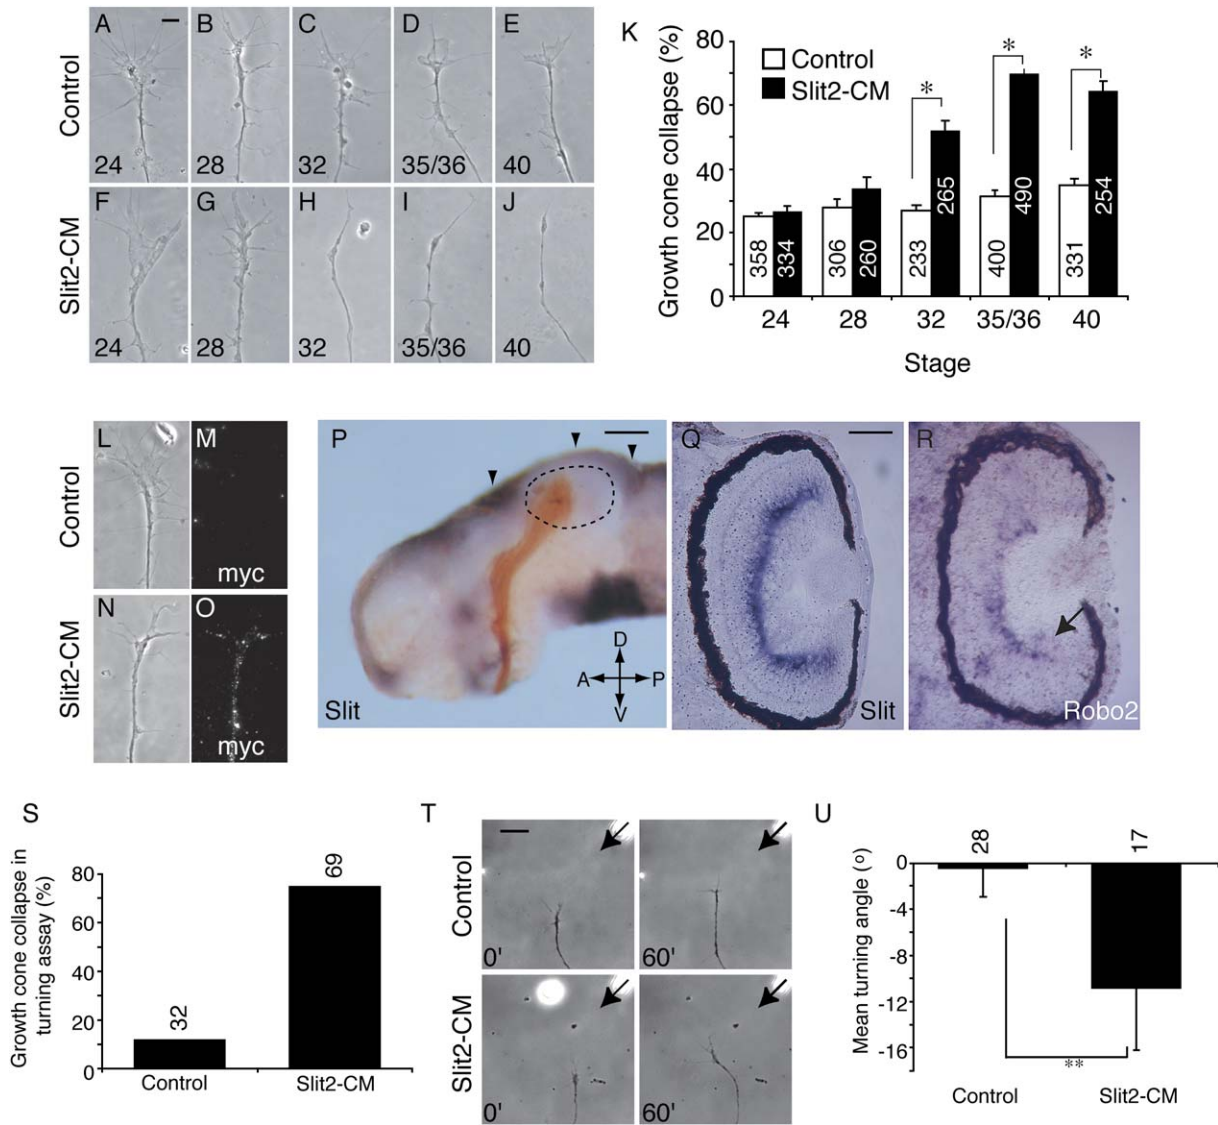 A B C D E
Control
24 28 32 35/36 40
F G H I J
Slit2-CM
24 28 32 35/36 40
K
Growth cone collapse (%)
80
60
40
20
0
Control
Slit2-CM
* * *
358 334 306 260 233 265 400 490 331 254
24 28 32 35/36 40
Stage
L M
Control
myc
N O
Slit2-CM
myc
P
D
A P
V
Slit
Q
Slit
R
Robo2
S
Growth cone collapse in
turning assay (%)
80
60
40
20
0
32
69
Control Slit2-CM
T
Control
0' 60'
Slit2-CM
0' 60'
U
28 17
Mean turning angle (o)
0
-4
-8
-12
-16
**
Control Slit2-CM